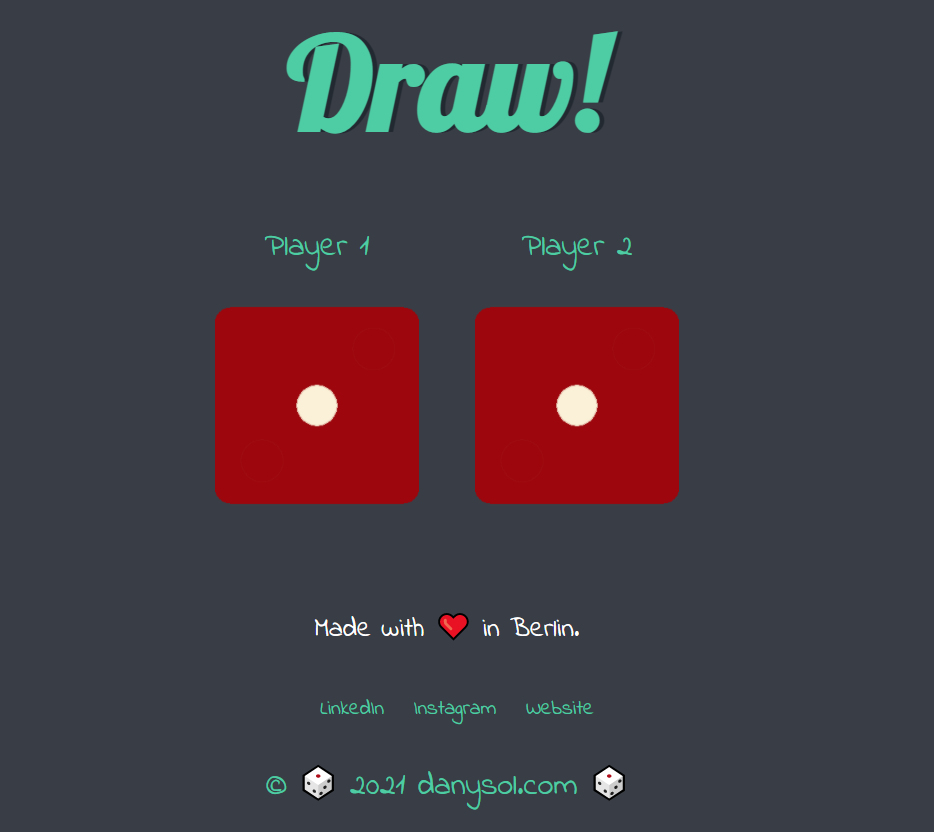 Draw!
Player 1 Player 2
Made with ❤️ in Berlin.
LinkedIn Instagram Website
© 🎲 2021 danysol.com 🎲